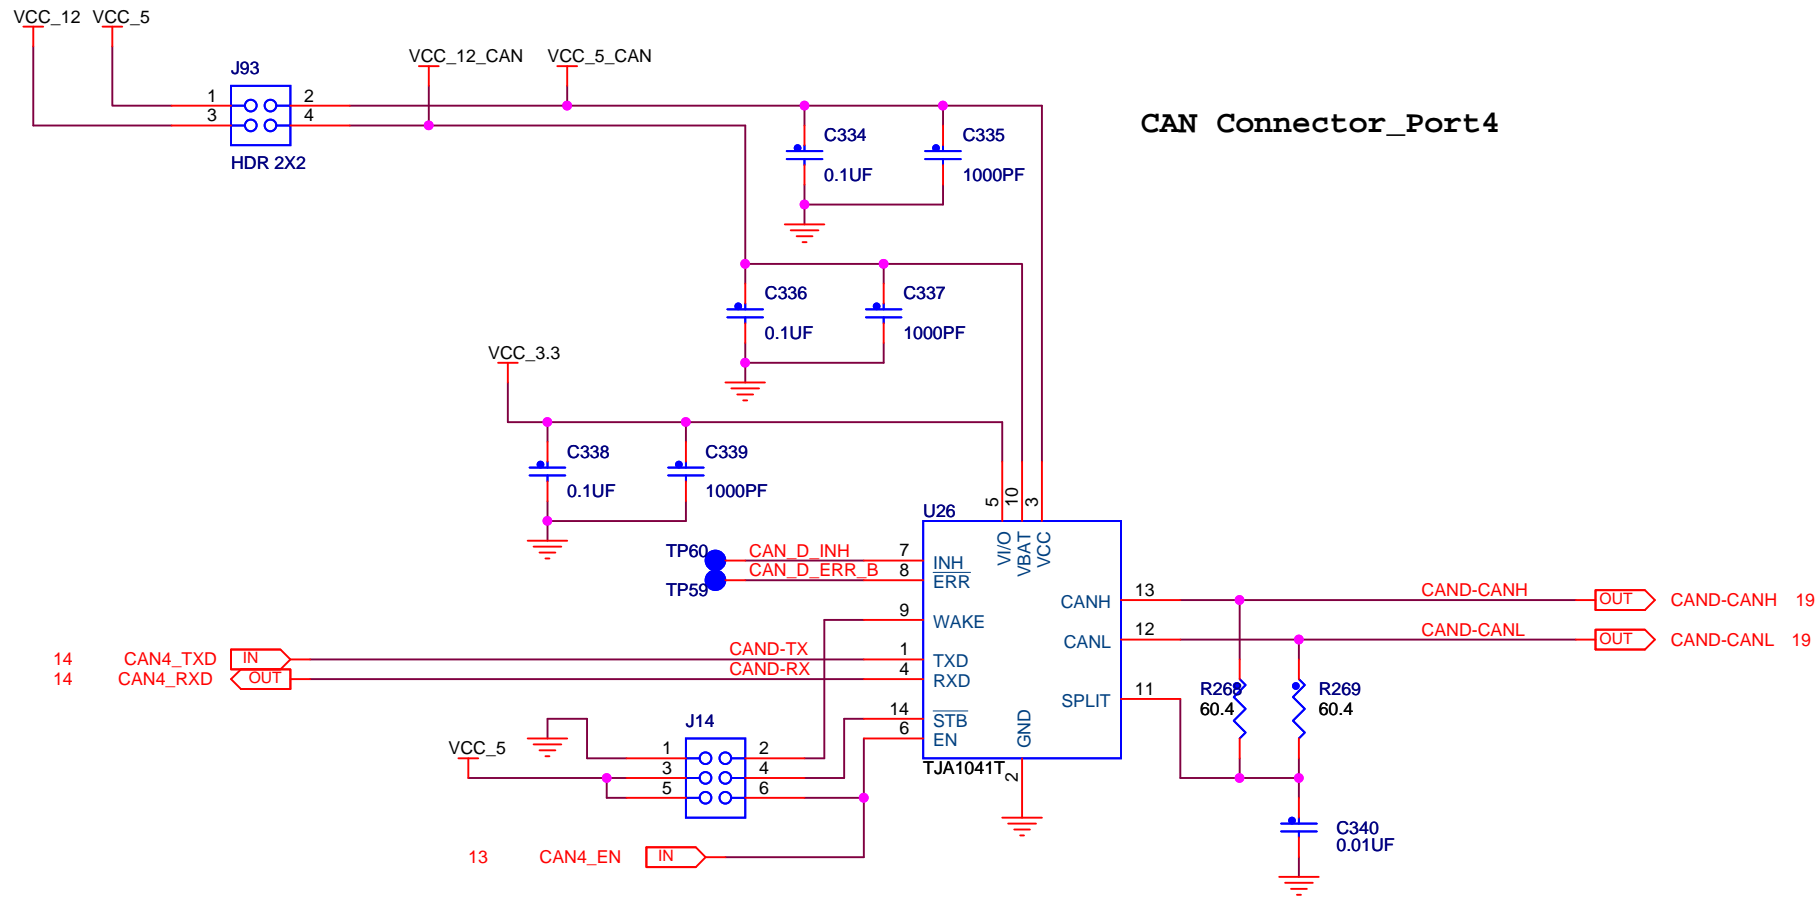 VCC_12 VCC_5
VCC_12_CAN VCC_5_CAN
J93
1 2
3 4
HDR 2X2
CAN Connector_Port4
C334 C335
0.1UF 1000PF
C336 C337
0.1UF 1000PF
VCC_3.3
C338 C339
0.1UF 1000PF
5 10 3
U26
VI/O VBAT VCC
TP60 CAN_D_INH 7 INH
TP59 CAN_D_ERR_B 8 ERR
9 WAKE
CANH 13 CAND-CANH OUT CAND-CANH 19
CANL 12 CAND-CANL OUT CAND-CANL 19
14 CAN4_TXD IN CAND-TX 1 TXD
14 CAN4_RXD OUT CAND-RX 4 RXD
SPLIT 11
R268 R269
60.4 60.4
14 STB
6 EN
GND
TJA1041T 2
J14
VCC_5
1 2
3 4
5 6
C340
0.01UF
13 CAN4_EN IN